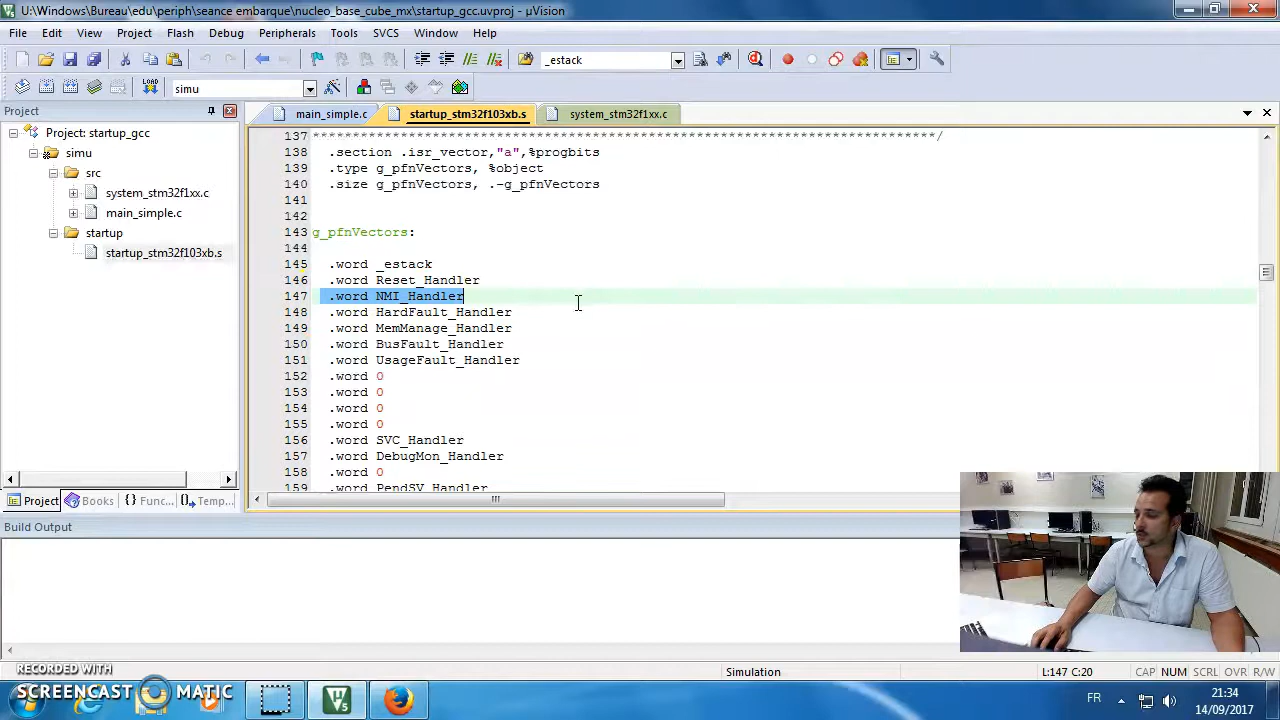 U:\Windows\Bureau\edu\periph\seance embarque\nucleo_base_cube_mx\startup_gcc.uvproj - µVision
File Edit View Project Flash Debug Peripherals Tools SVCS Window Help
_estack
LOAD simu
Project
main_simple.c startup_stm32f103xb.s system_stm32f1xx.c
Project: startup_gcc
simu
src
system_stm32f1xx.c
main_simple.c
startup
startup_stm32f103xb.s
137 ******************************************************************************/
138 .section .isr_vector,"a",%progbits
139 .type g_pfnVectors, %object
140 .size g_pfnVectors, .-g_pfnVectors
141
142
143 g_pfnVectors:
144
145 .word _estack
146 .word Reset_Handler
147 .word NMI_Handler
148 .word HardFault_Handler
149 .word MemManage_Handler
150 .word BusFault_Handler
151 .word UsageFault_Handler
152 .word 0
153 .word 0
154 .word 0
155 .word 0
156 .word SVC_Handler
157 .word DebugMon_Handler
158 .word 0
159 .word PendSV_Handler
Project Books {} Func... Temp...
Build Output
Simulation L:147 C:20 CAP NUM SCRL OVR R/W
RECORDED WITH
SCREENCAST MATIC
FR 21:34
14/09/2017